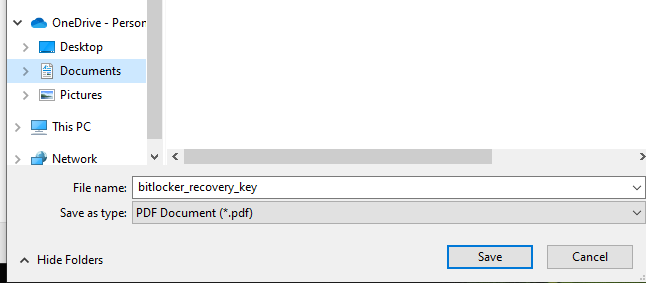 OneDrive - Person
Desktop
Documents
Pictures
This PC
Network
File name: bitlocker_recovery_key
Save as type: PDF Document (*.pdf)
Hide Folders
Save
Cancel